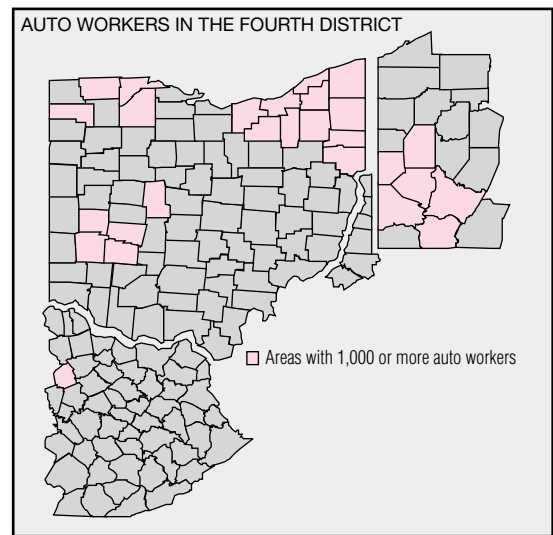 AUTO WORKERS IN THE FOURTH DISTRICT
Areas with 1,000 or more auto workers